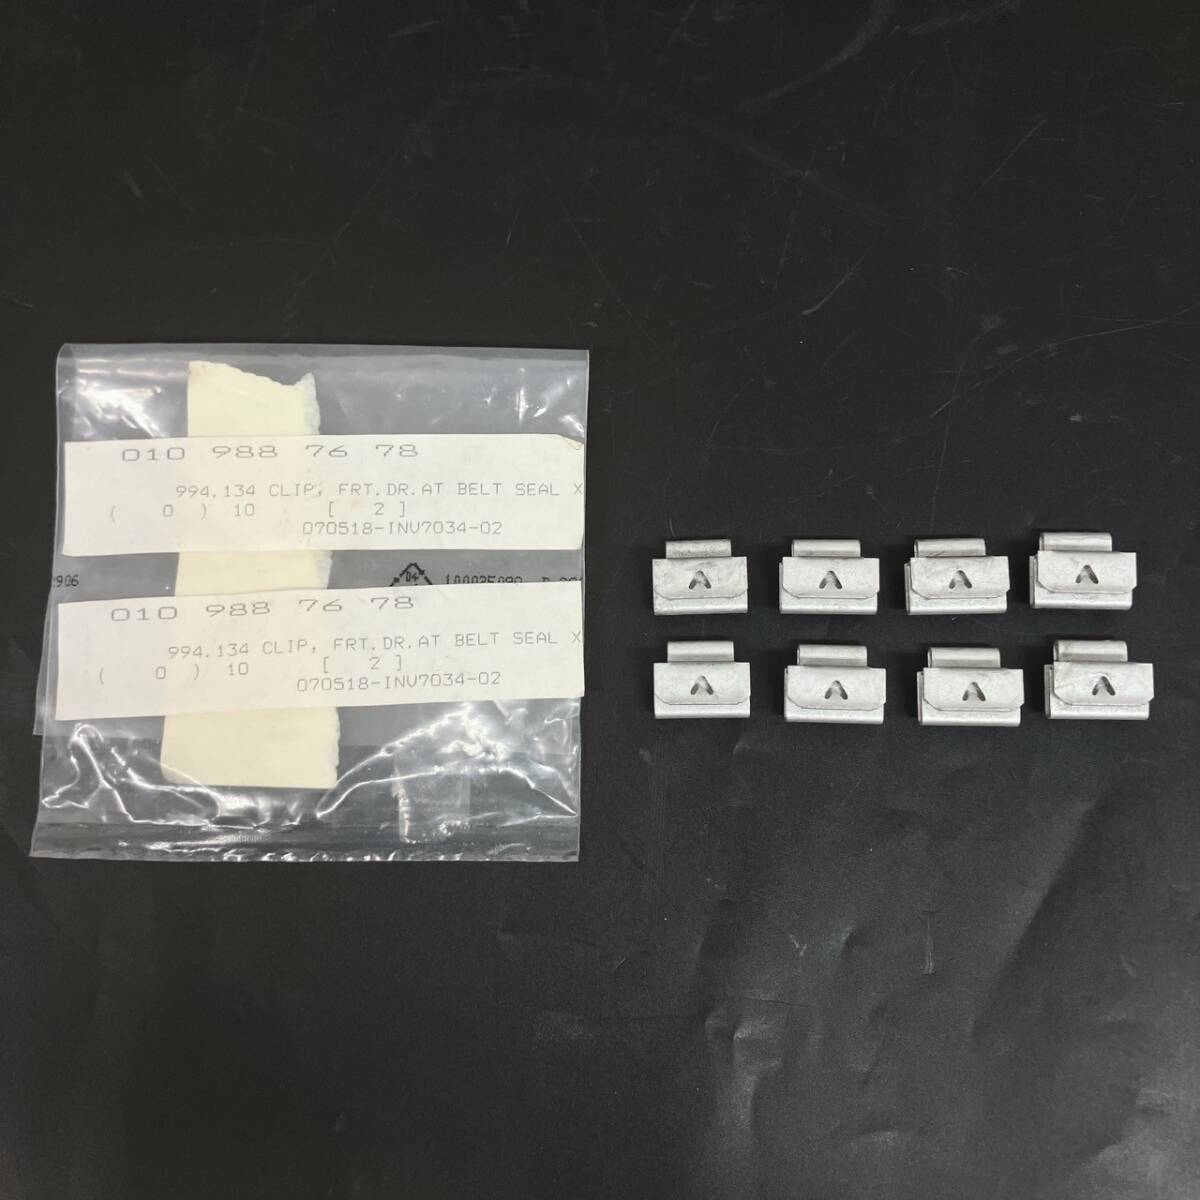 010 988 76 78
994.134 CLIP, FRT.DR.AT BELT SEAL X
( 0 ) 10 [ 2 ]
070518-INV7034-02
04
010 988 76 78
994.134 CLIP, FRT.DR.AT BELT SEAL X
( 0 ) 10 [ 2 ]
070518-INV7034-02